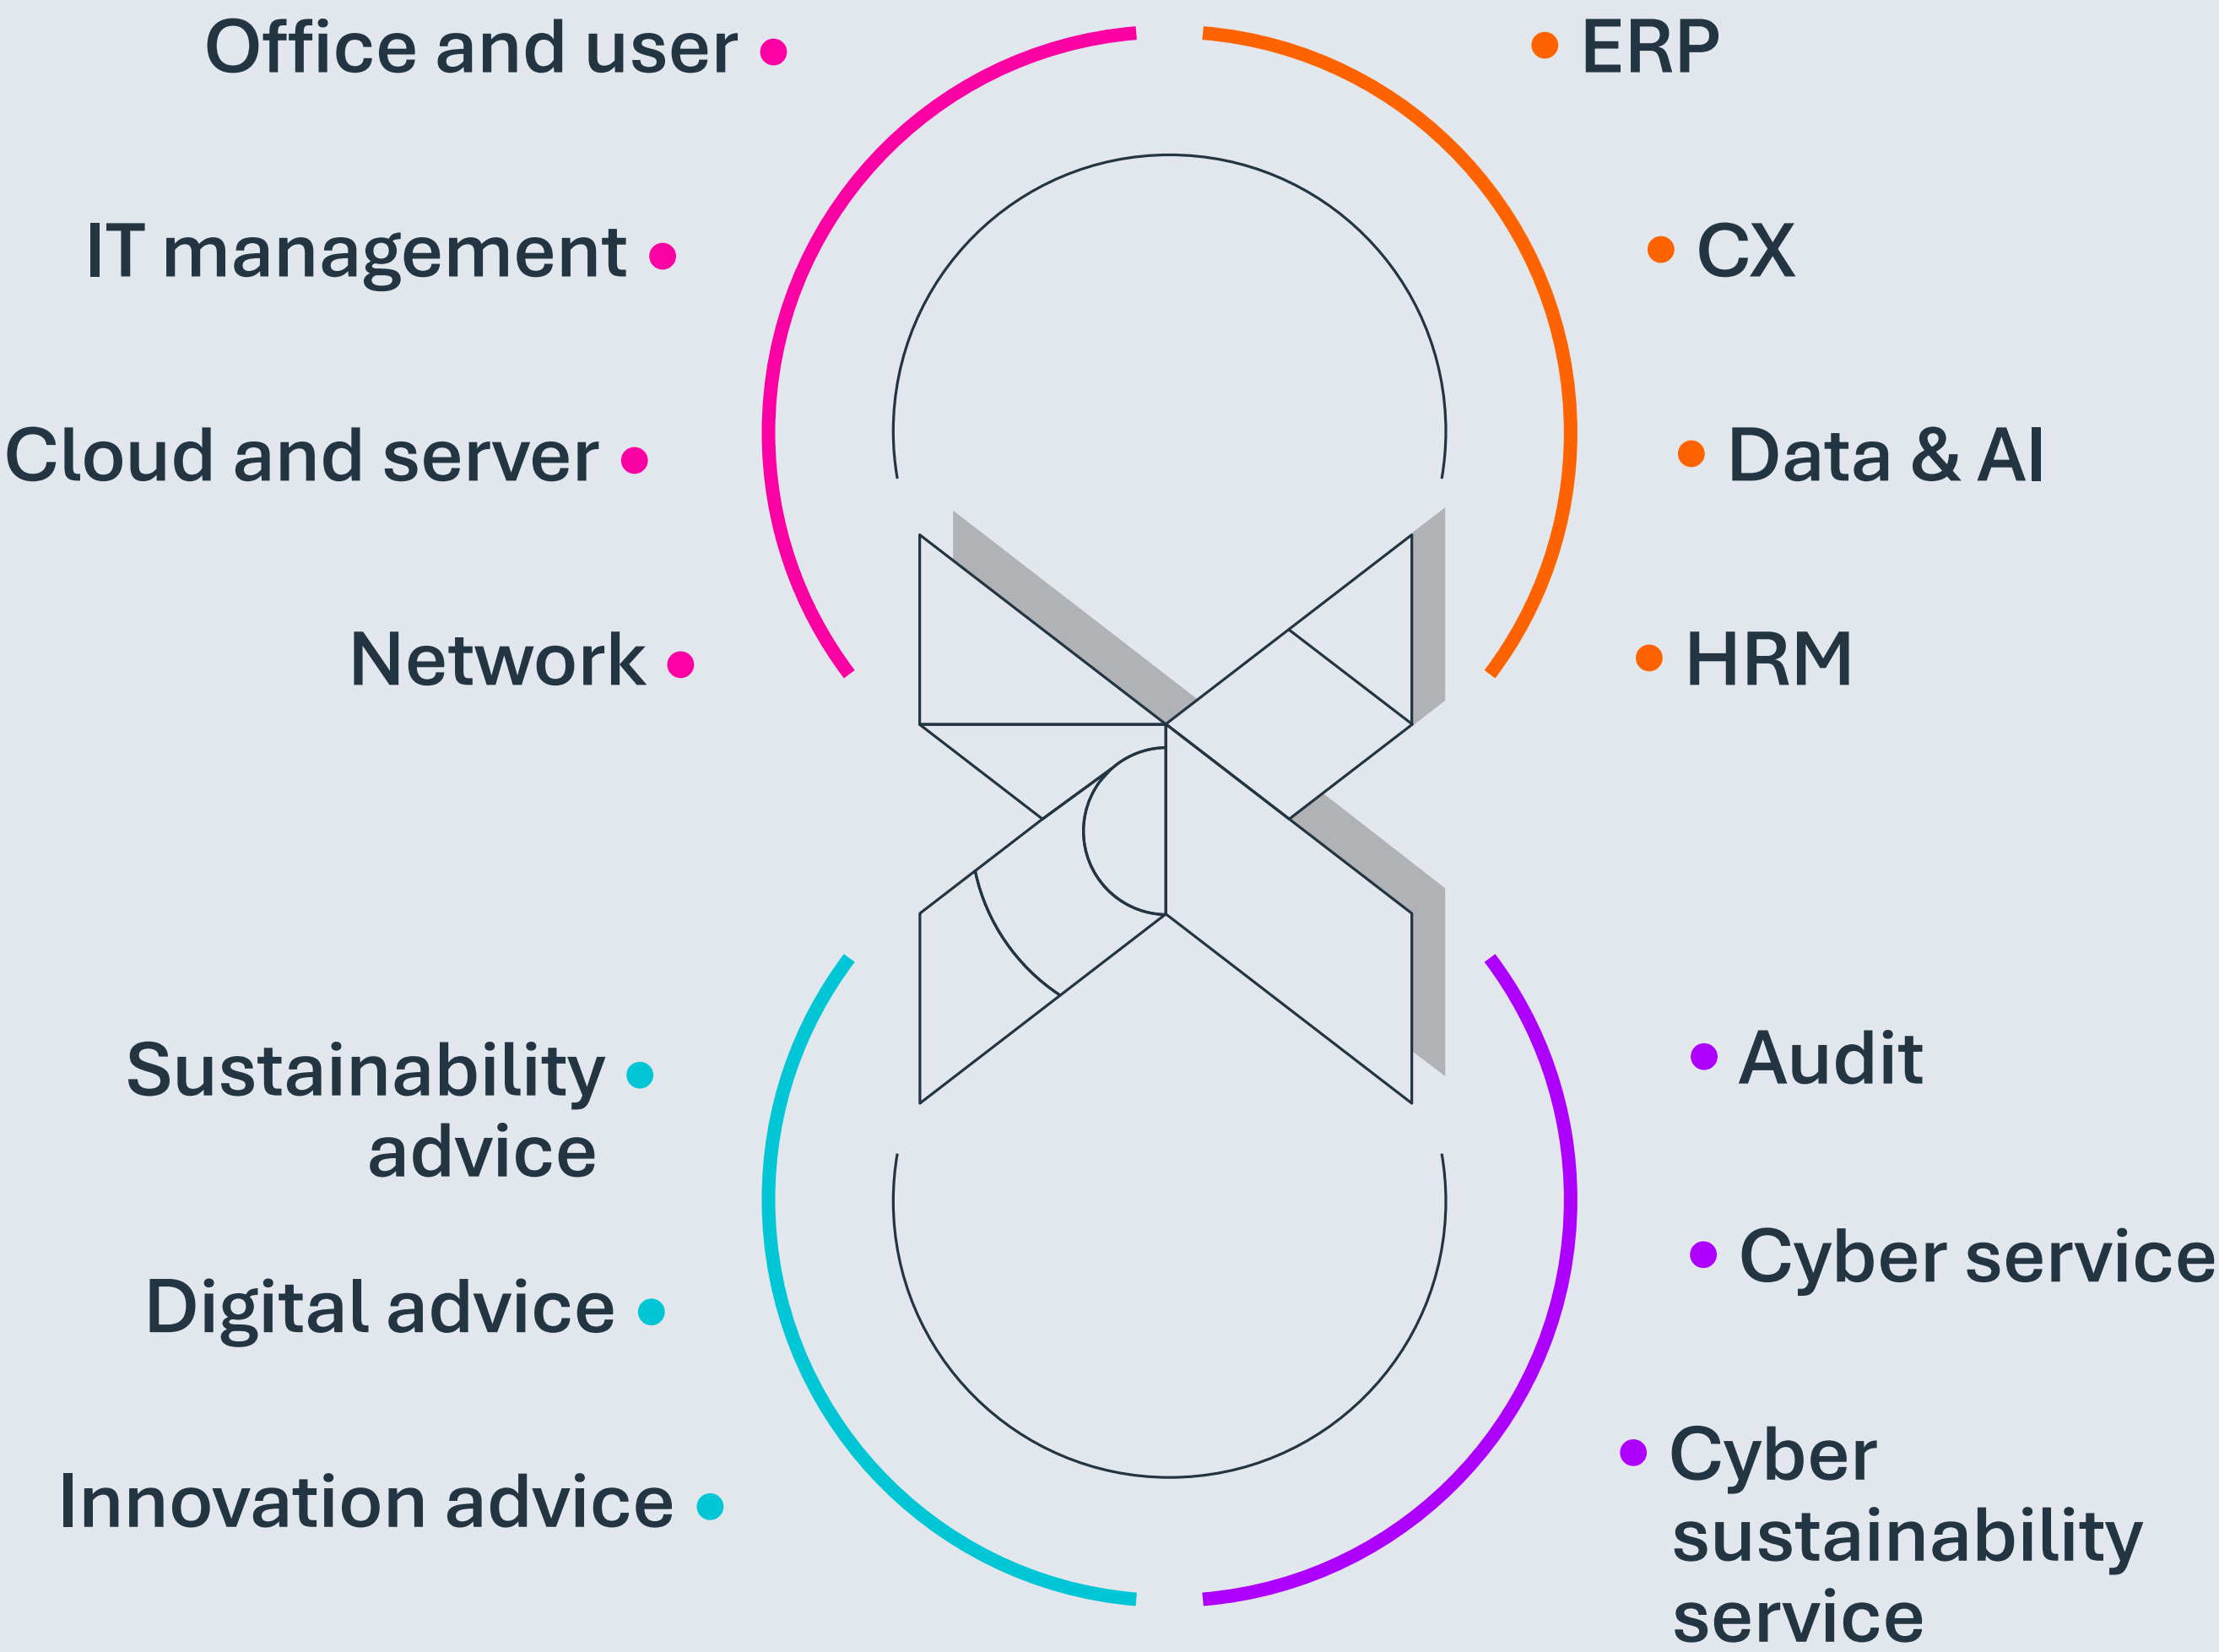 Office and user
IT management
Cloud and server
Network
ERP
CX
Data & AI
HRM
Sustainability
advice
Digital advice
Innovation advice
Audit
Cyber service
Cyber
sustainability
service